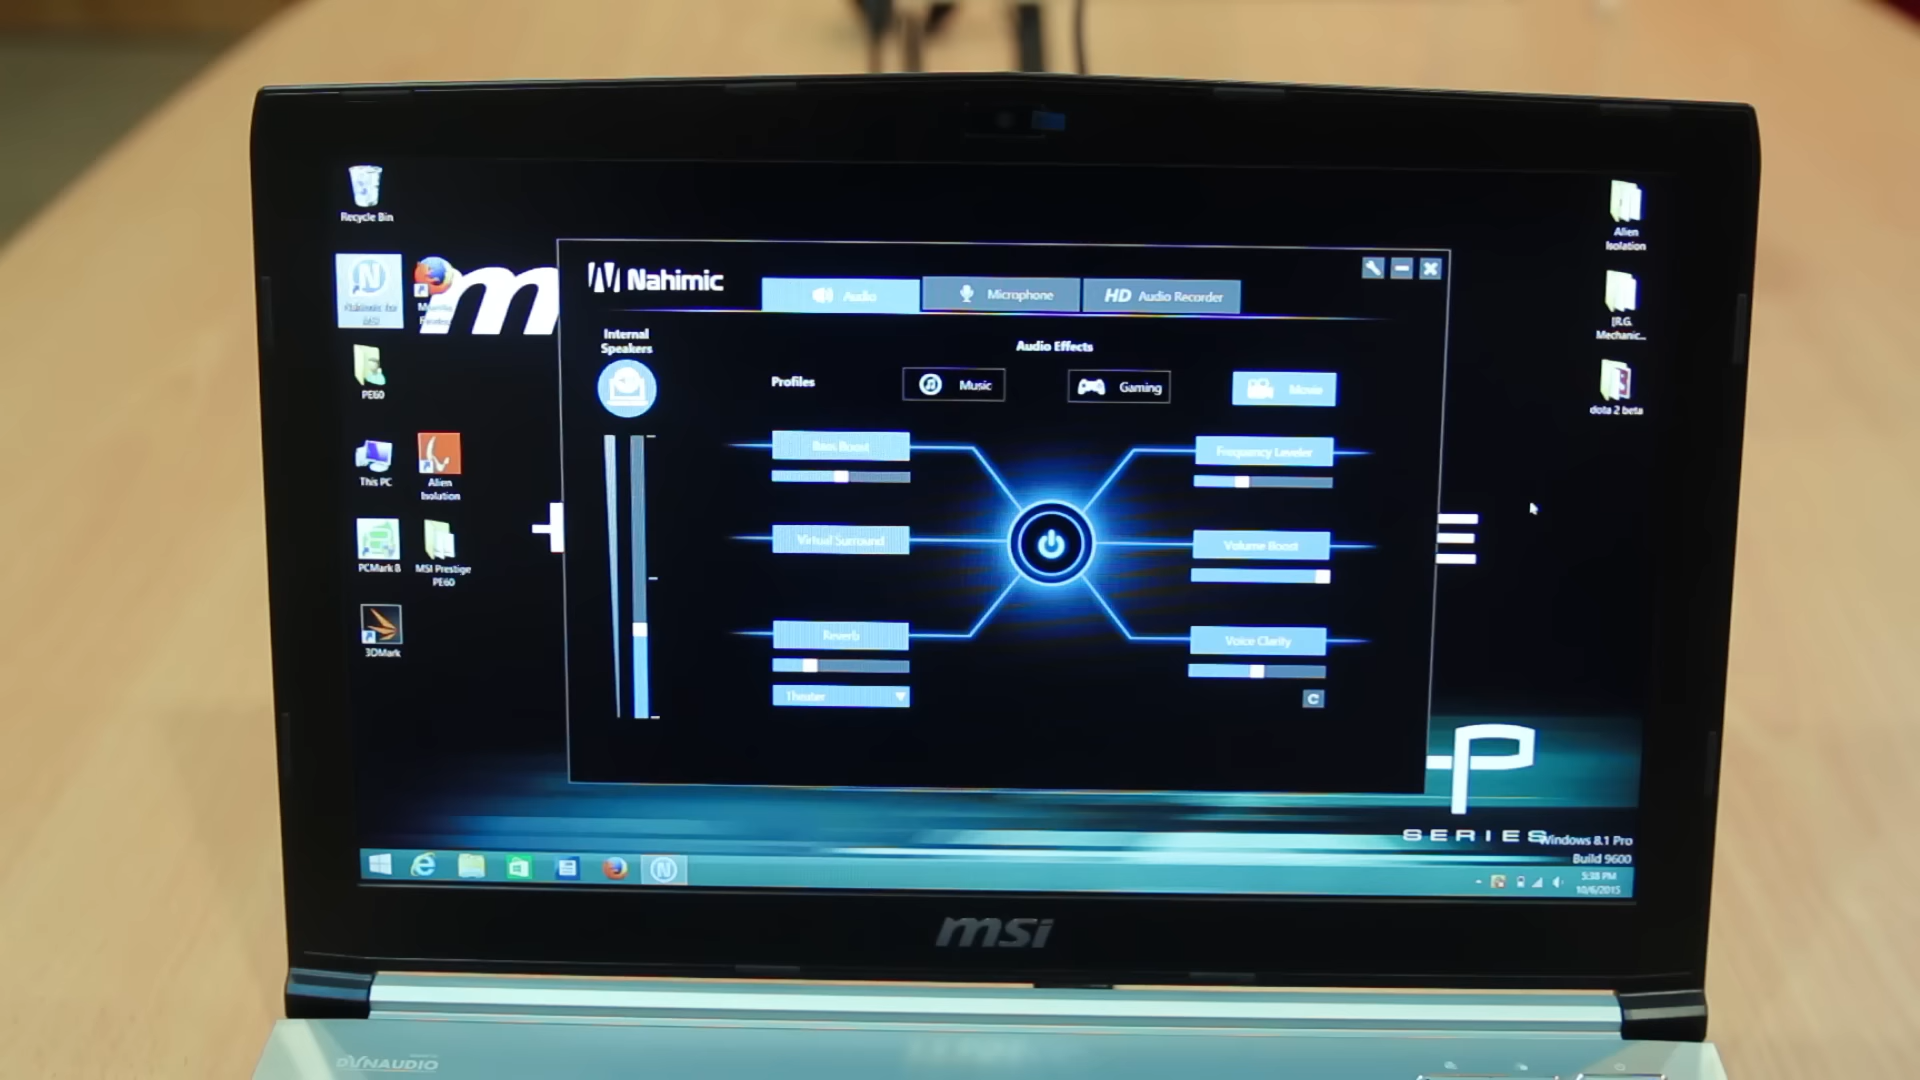 Recycle Bin
Alien
Isolation
Nahimic
Audio
Microphone
HD Audio Recorder
m
Internal
Speakers
Audio Effects
[R.G.
Mechanic...
Profiles
Music
Gaming
Movie
PE60
dota 2 beta
Bass Boost
Frequency Leveler
This PC
Alien
Isolation
Virtual Surround
Volume Boost
PCMark 8
MSI Prestige
PE60
Reverb
Voice Clarity
3DMark
Theater
C
P
SERIES
Windows 8.1 Pro
Build 9600
5:38 PM
10/6/2015
msi
DYNAUDIO